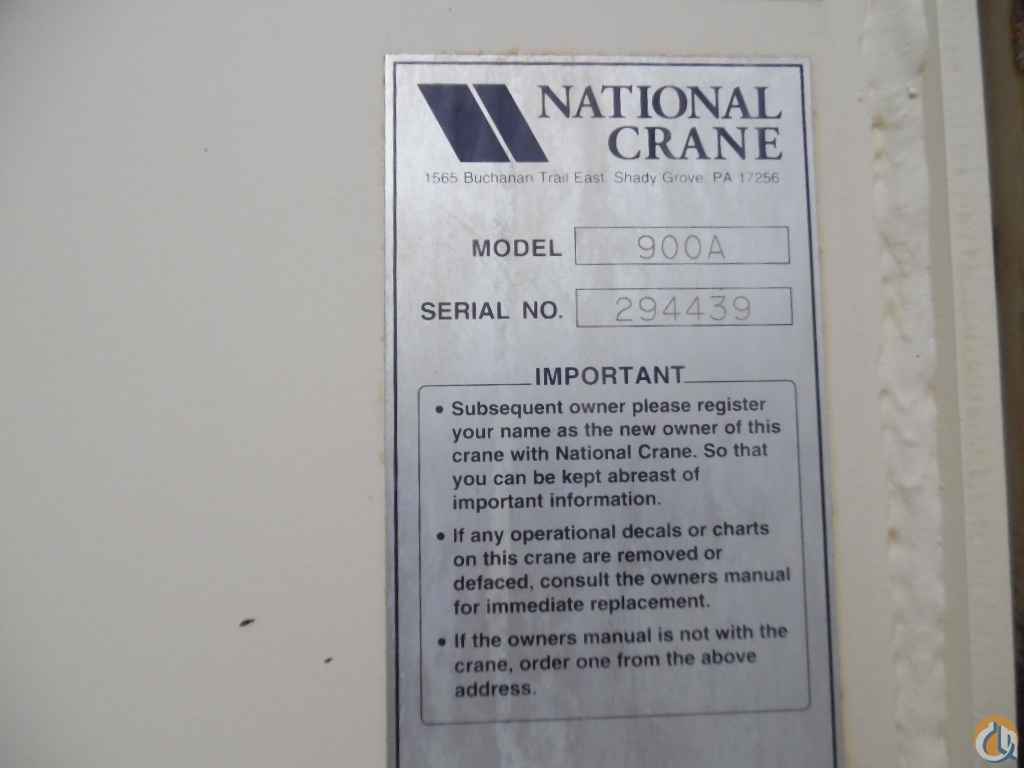 NATIONAL
CRANE
1565 Buchanan Trail East, Shady Grove, PA 17256
MODEL 900A
SERIAL NO. 294439
IMPORTANT
• Subsequent owner please register
your name as the new owner of this
crane with National Crane. So that
you can be kept abreast of
important information.
• If any operational decals or charts
on this crane are removed or
defaced, consult the owners manual
for immediate replacement.
• If the owners manual is not with the
crane, order one from the above
address.